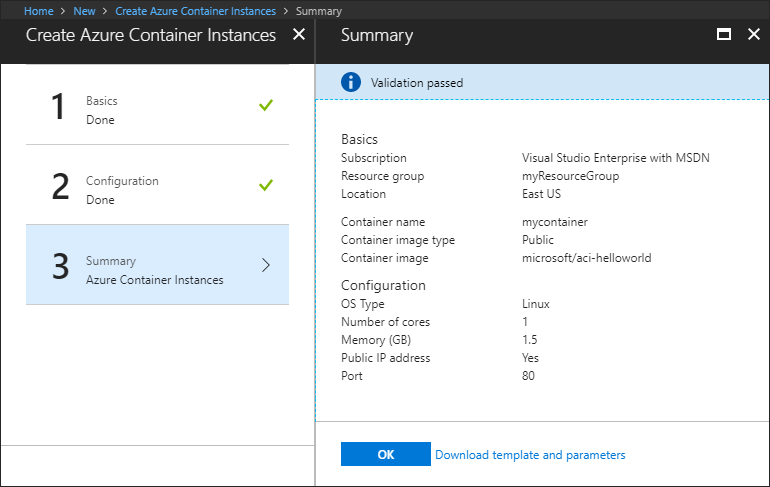 Home > New > Create Azure Container Instances > Summary
Create Azure Container Instances
1
Basics
Done
2
Configuration
Done
3
Summary
Azure Container Instances
Summary
Validation passed
Basics
Subscription Visual Studio Enterprise with MSDN
Resource group myResourceGroup
Location East US
Container name mycontainer
Container image type Public
Container image microsoft/aci-helloworld
Configuration
OS Type Linux
Number of cores 1
Memory (GB) 1.5
Public IP address Yes
Port 80
OK Download template and parameters